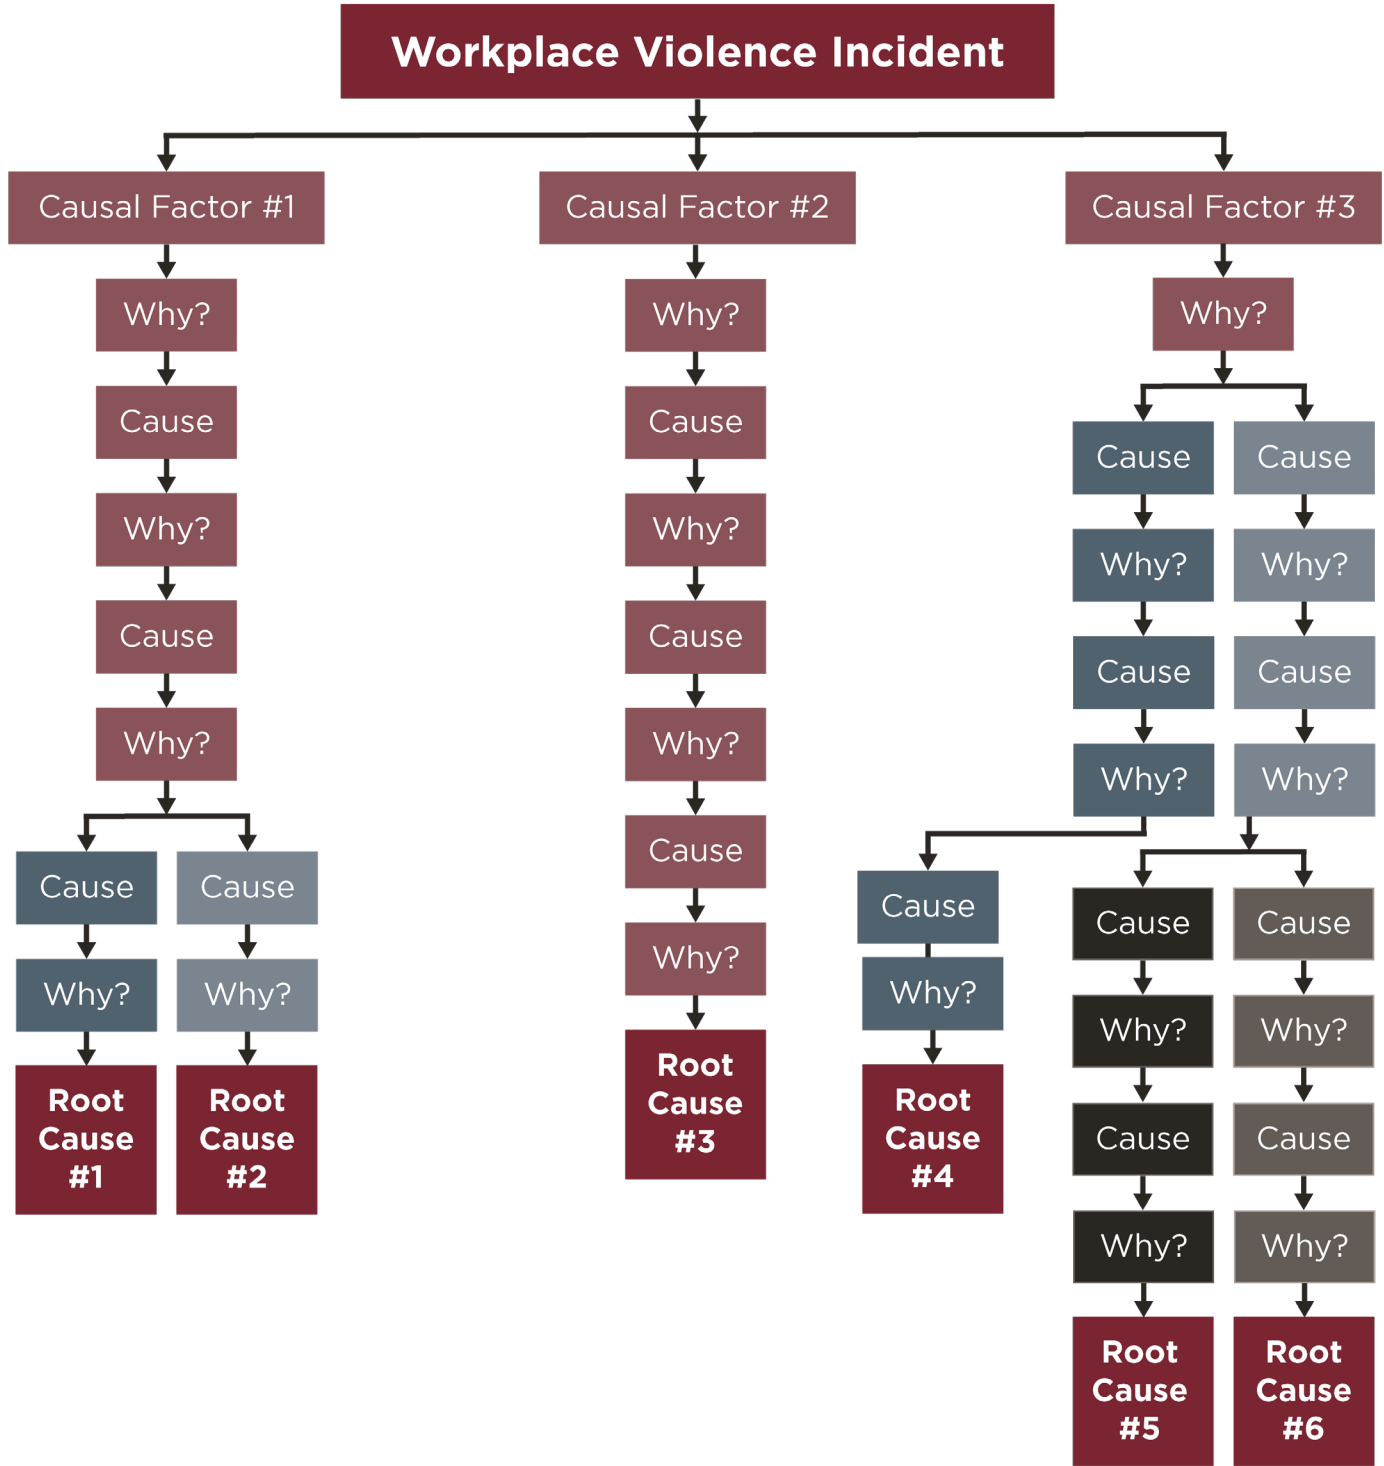 Workplace Violence Incident
Causal Factor #1
Causal Factor #2
Causal Factor #3
Why?
Why?
Why?
Cause
Cause
Cause
Cause
Why?
Why?
Why?
Why?
Cause
Cause
Cause
Cause
Why?
Why?
Why?
Why?
Cause
Cause
Cause
Cause
Cause
Cause
Why?
Why?
Why?
Why?
Why?
Why?
Root
Cause
#1
Root
Cause
#2
Root
Cause
#3
Root
Cause
#4
Cause
Cause
Why?
Why?
Root
Cause
#5
Root
Cause
#6